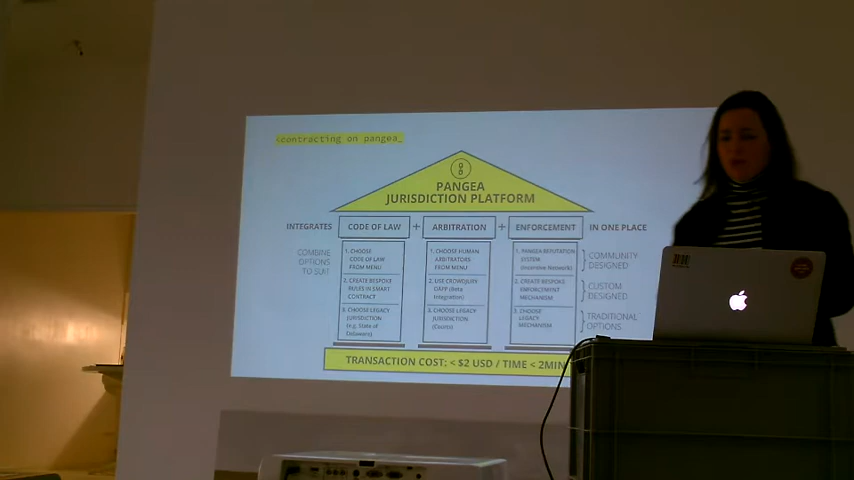 <contracting on pangea_
PANGEA
JURISDICTION PLATFORM
INTEGRATES CODE OF LAW + ARBITRATION + ENFORCEMENT IN ONE PLACE
COMBINE
OPTIONS
TO SUIT
1. CHOOSE
CODE OF LAW
FROM MENU
2. CREATE BESPOKE
RULES IN SMART
CONTRACT
3. CHOOSE LEGACY
JURISDICTION
(e.g. State of
Delaware)
1. CHOOSE HUMAN
ARBITRATORS
FROM MENU
2. USE CROWDJURY
(Beta
Integration)
3. CHOOSE LEGACY
JURISDICTION
(Courts)
1. PANGEA REPUTATION
SYSTEM
2. CREATE BESPOKE
ENFORCEMENT
MECHANISM
3. CHOOSE
LEGACY
MECHANISM
COMMUNITY
DESIGNED
CUSTOM
DESIGNED
TRADITIONAL
OPTIONS
TRANSACTION COST: < $2 USD / TIME < 2MIN